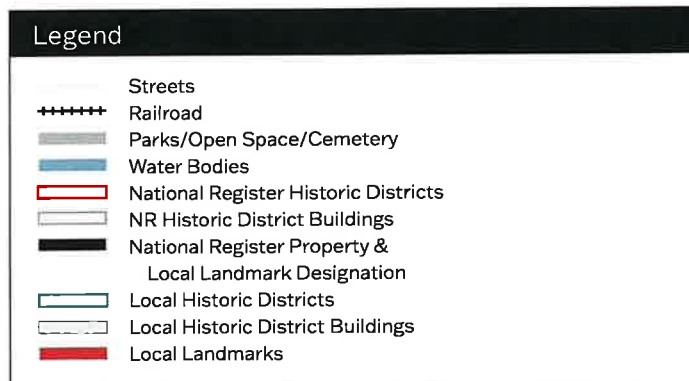 Legend
Streets
Railroad
Parks/Open Space/Cemetery
Water Bodies
National Register Historic Districts
NR Historic District Buildings
National Register Property &
Local Landmark Designation
Local Historic Districts
Local Historic District Buildings
Local Landmarks